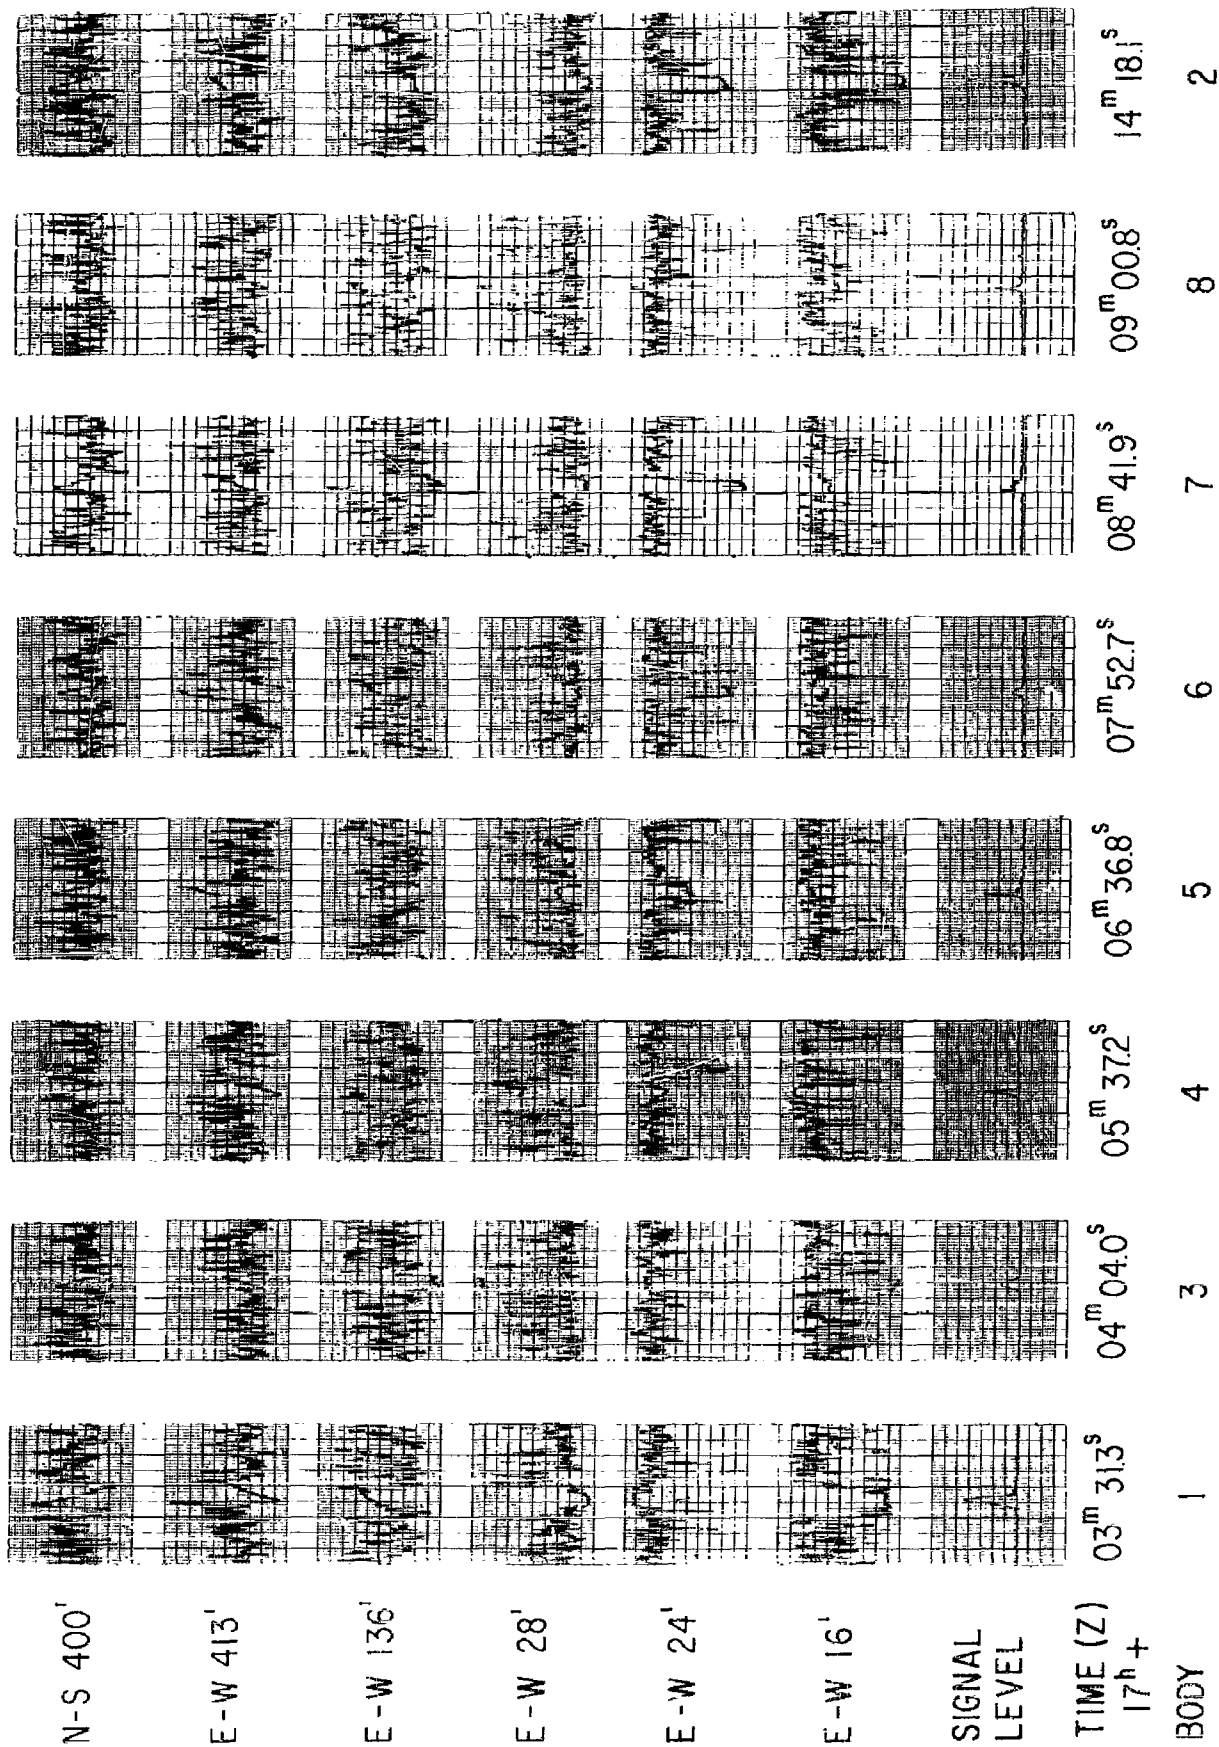 N-S 400'
E-W 413'
E-W 136'
E-W 28'
E-W 24'
E-W 16'
SIGNAL
LEVEL
TIME (Z)
17ʰ +
03ᵐ 31.3ˢ
04ᵐ 04.0ˢ
05ᵐ 37.2ˢ
06ᵐ 36.8ˢ
07ᵐ 52.7ˢ
08ᵐ 41.9ˢ
09ᵐ 00.8ˢ
14ᵐ 18.1ˢ
BODY
1
3
4
5
6
7
8
2